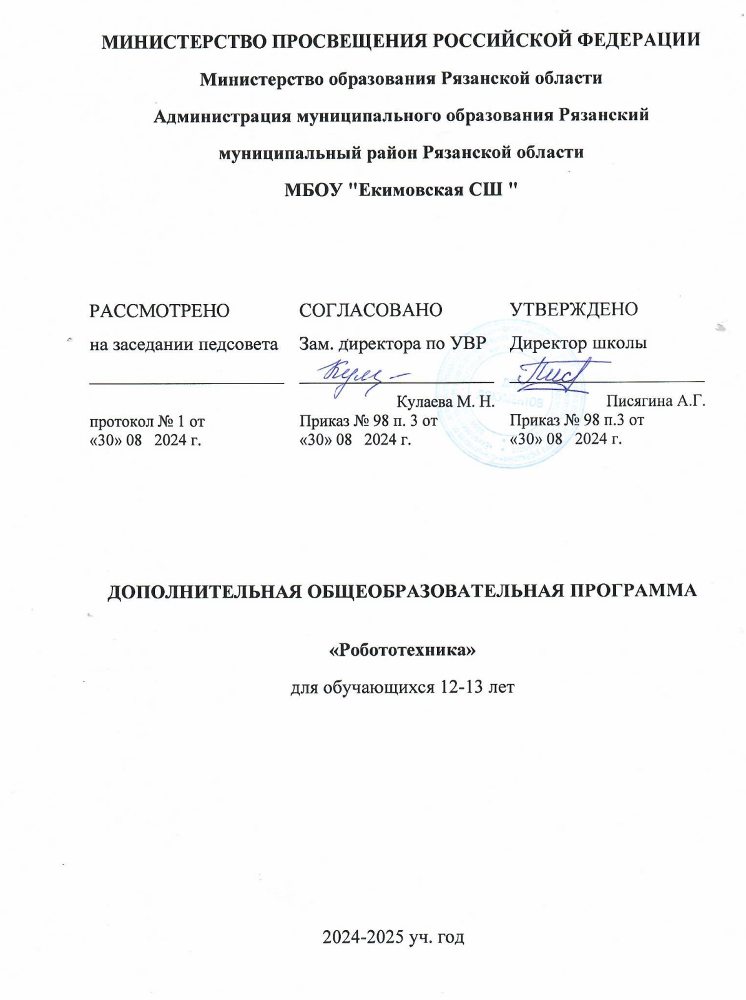 МИНИСТЕРСТВО ПРОСВЕЩЕНИЯ РОССИЙСКОЙ ФЕДЕРАЦИИ
Министерство образования Рязанской области
Администрация муниципального образования Рязанский
муниципальный район Рязанской области
МБОУ "Екимовская СШ "
РАССМОТРЕНО
на заседании педсовета
протокол № 1 от
«30» 08 2024 г.
СОГЛАСОВАНО
Зам. директора по УВР
Кулаева М. Н.
Приказ № 98 п. 3 от
«30» 08 2024 г.
УТВЕРЖДЕНО
Директор школы
Писягина А.Г.
Приказ № 98 п.3 от
«30» 08 2024 г.
ДЛЯ
ДОКУМЕНТОВ
ДОПОЛНИТЕЛЬНАЯ ОБЩЕОБРАЗОВАТЕЛЬНАЯ ПРОГРАММА
«Робототехника»
для обучающихся 12-13 лет
2024-2025 уч. год